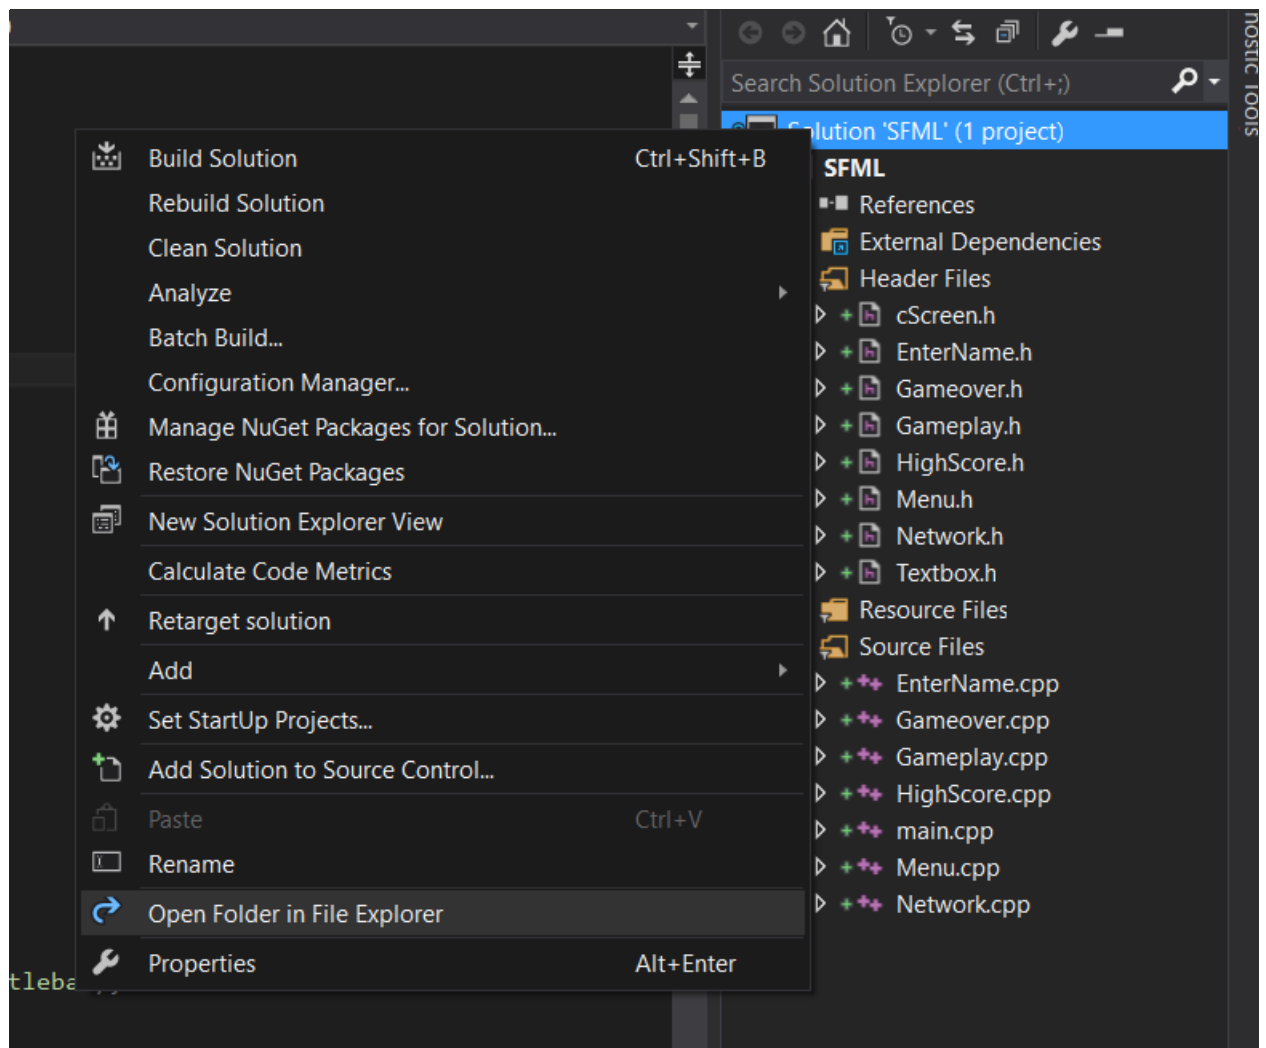 Search Solution Explorer (Ctrl+;)
Solution 'SFML' (1 project)
SFML
References
External Dependencies
Header Files
cScreen.h
EnterName.h
Gameover.h
Gameplay.h
HighScore.h
Menu.h
Network.h
Textbox.h
Resource Files
Source Files
EnterName.cpp
Gameover.cpp
Gameplay.cpp
HighScore.cpp
main.cpp
Menu.cpp
Network.cpp
Build Solution Ctrl+Shift+B
Rebuild Solution
Clean Solution
Analyze
Batch Build...
Configuration Manager...
Manage NuGet Packages for Solution...
Restore NuGet Packages
New Solution Explorer View
Calculate Code Metrics
Retarget solution
Add
Set StartUp Projects...
Add Solution to Source Control...
Paste Ctrl+V
Rename
Open Folder in File Explorer
Properties Alt+Enter
nostic Tools